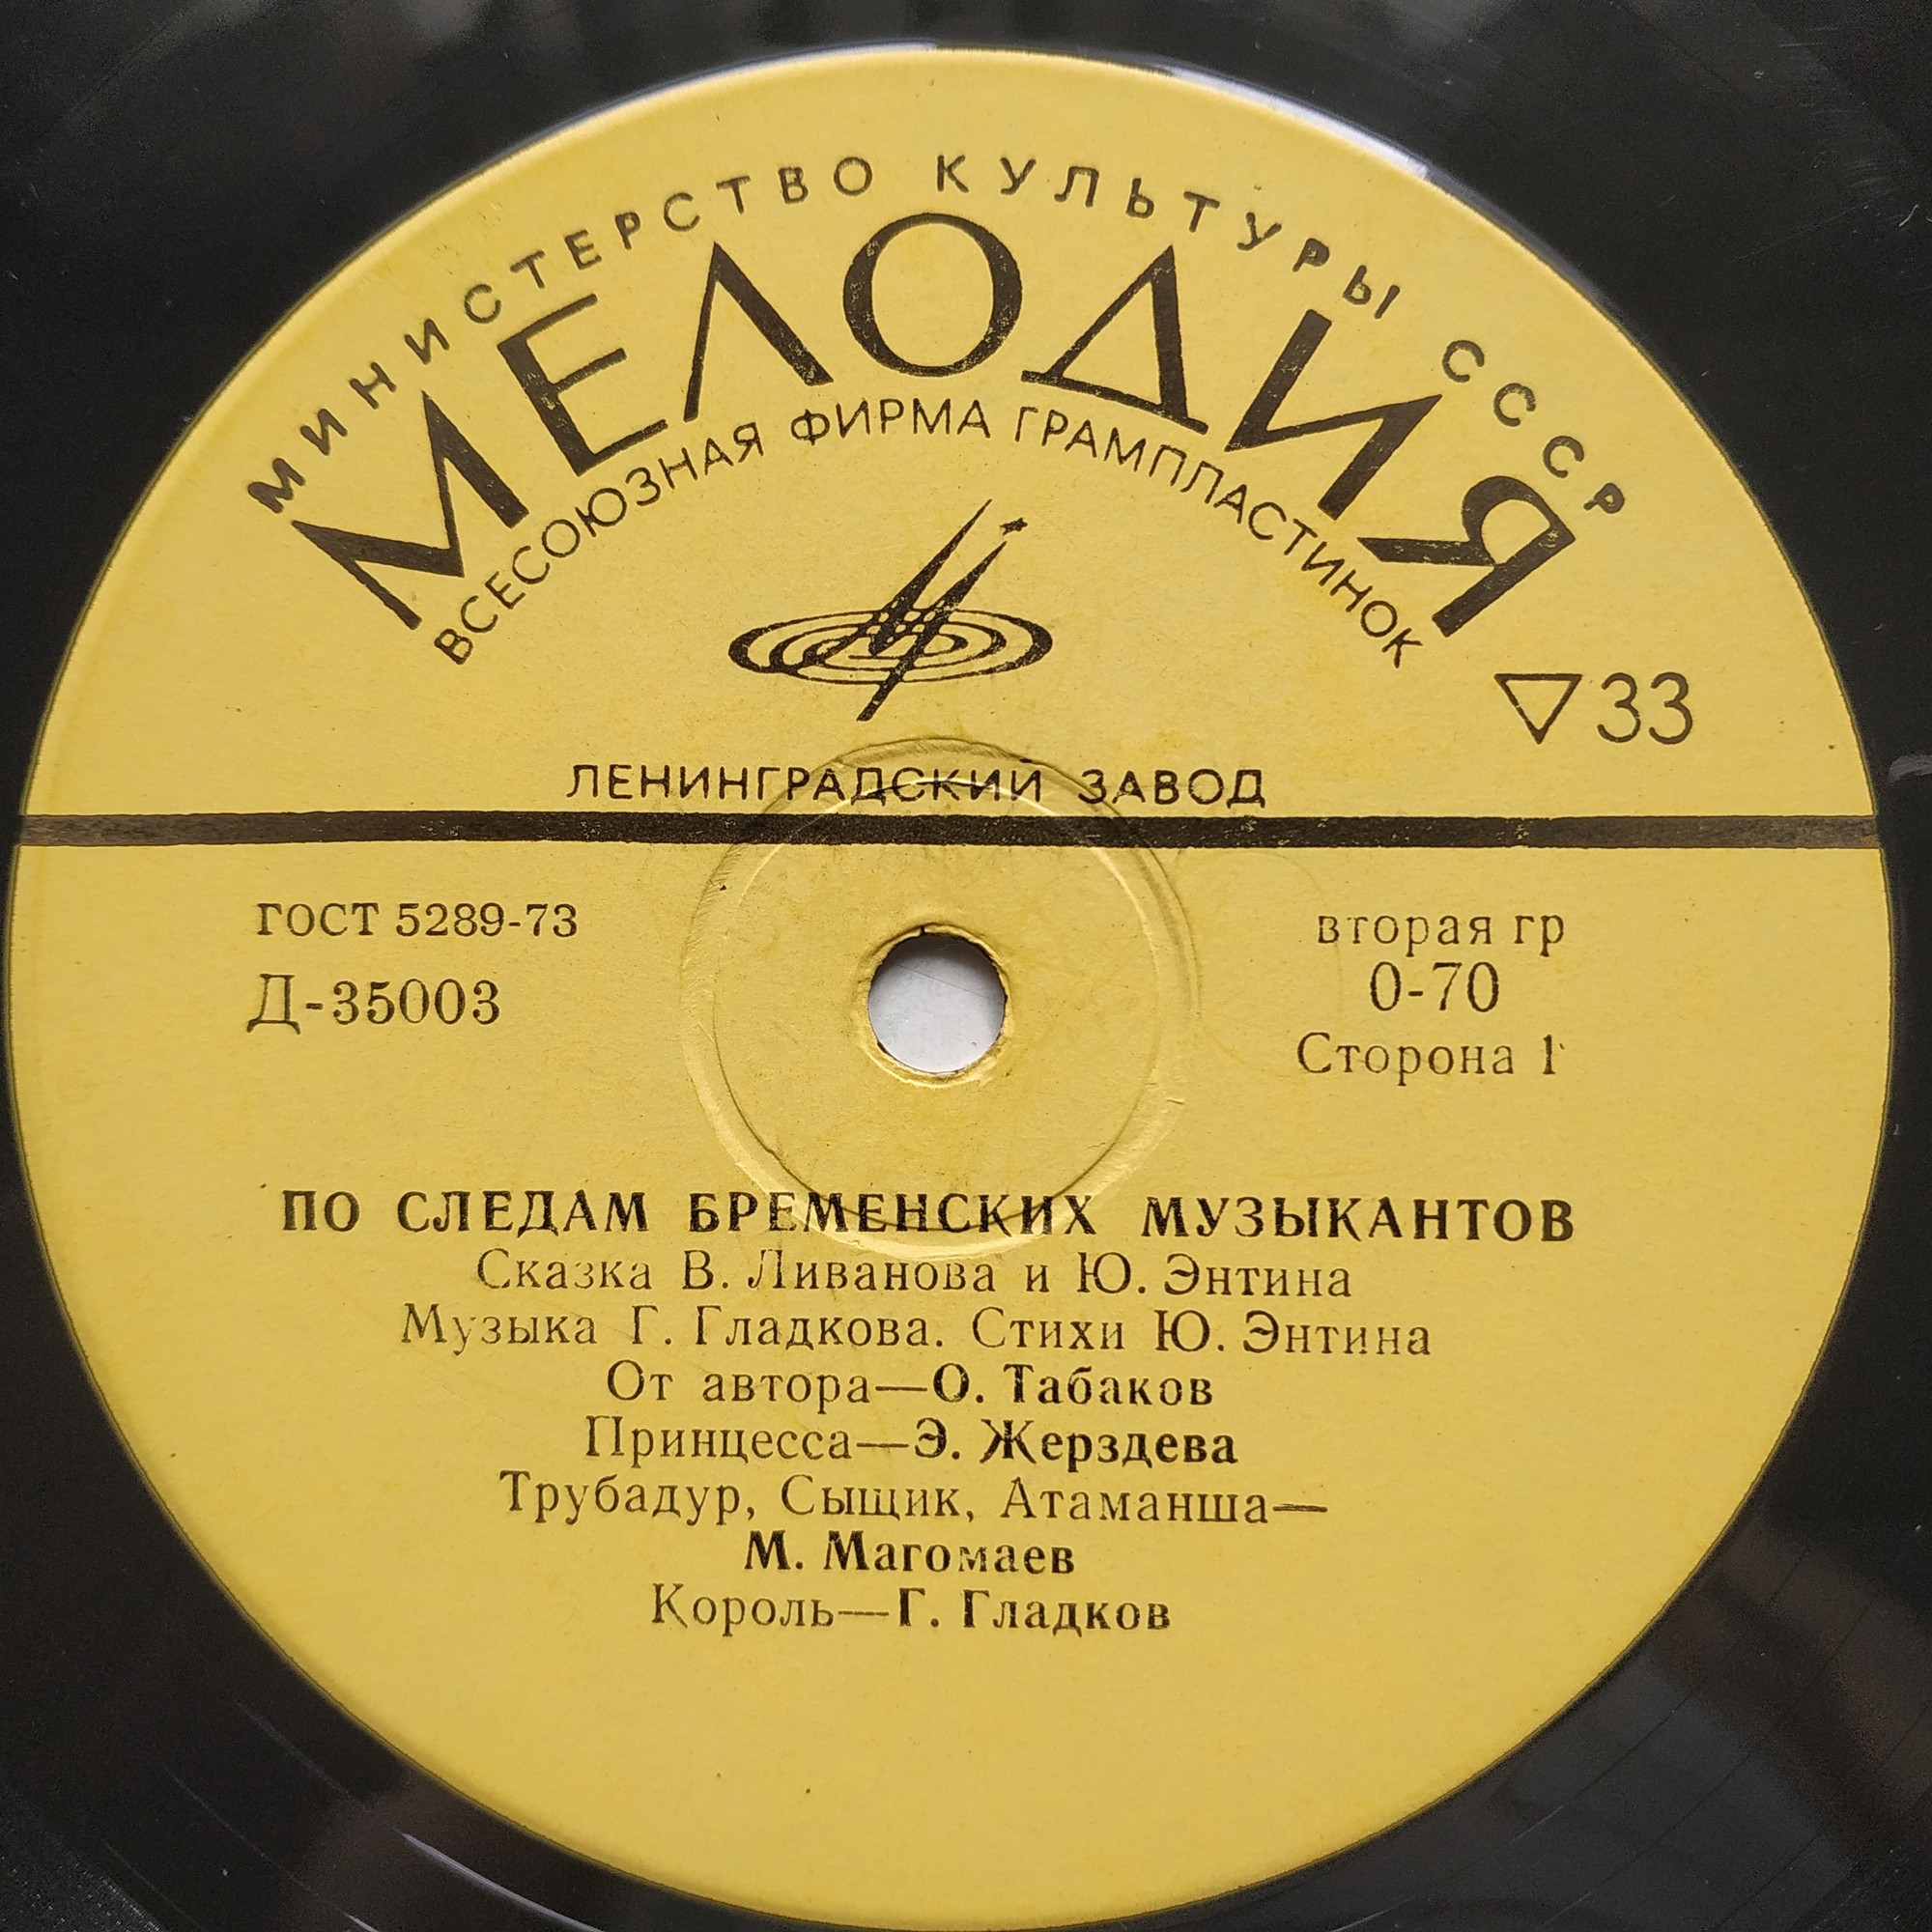 МИНИСТЕРСТВО КУЛЬТУРЫ СССР
МЕЛОДИЯ
ВСЕСОЮЗНАЯ ФИРМА ГРАМПЛАСТИНОК
33
ЛЕНИНГРАДСКИЙ ЗАВОД
ГОСТ 5289-73
Д-35003
вторая гр
0-70
Сторона 1
ПО СЛЕДАМ БРЕМЕНСКИХ МУЗЫКАНТОВ
Сказка В. Ливанова и Ю. Энтина
Музыка Г. Гладкова. Стихи Ю. Энтина
От автора—О. Табаков
Принцесса—Э. Жерздева
Трубадур, Сыщик, Атаманша—
М. Магомаев
Король—Г. Гладков